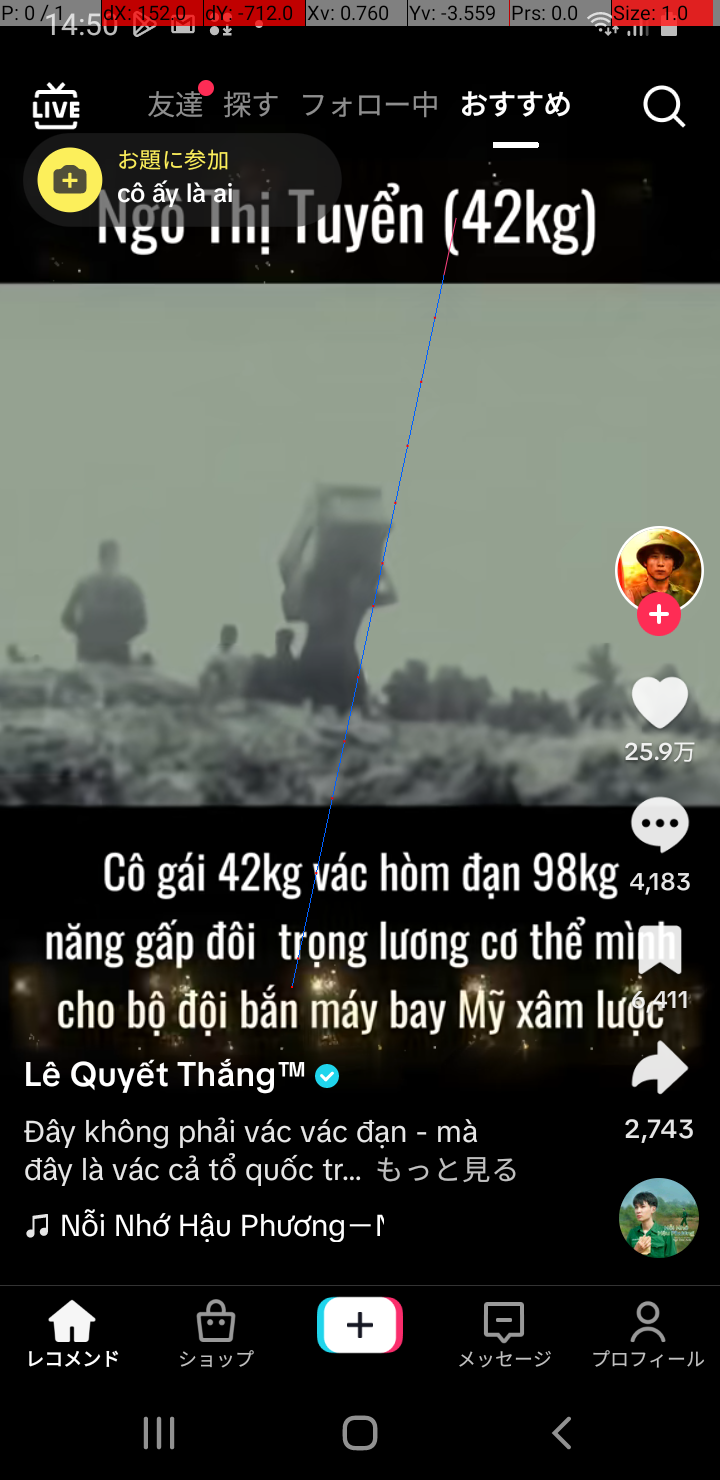 P: 0 / 1 dX: 152.0 dY: -712.0 Xv: 0.760 Yv: -3.559 Prs: 0.0 Size: 1.0
14:50
LIVE 友達 探す フォロー中 おすすめ
お題に参加
cô ấy là ai
Ngô Thị Tuyển (42kg)
25.9万
Cô gái 42kg vác hòm đạn 98kg
4,183
năng gấp đôi trọng lương cơ thể mình
cho bộ đội bắn máy bay Mỹ xâm lược
6,411
Lê Quyết Thắng™
Đây không phải vác vác đạn - mà
đây là vác cả tổ quốc tr... もっと見る
2,743
Nỗi Nhớ Hậu Phương－N
レコメンド ショップ メッセージ プロフィール